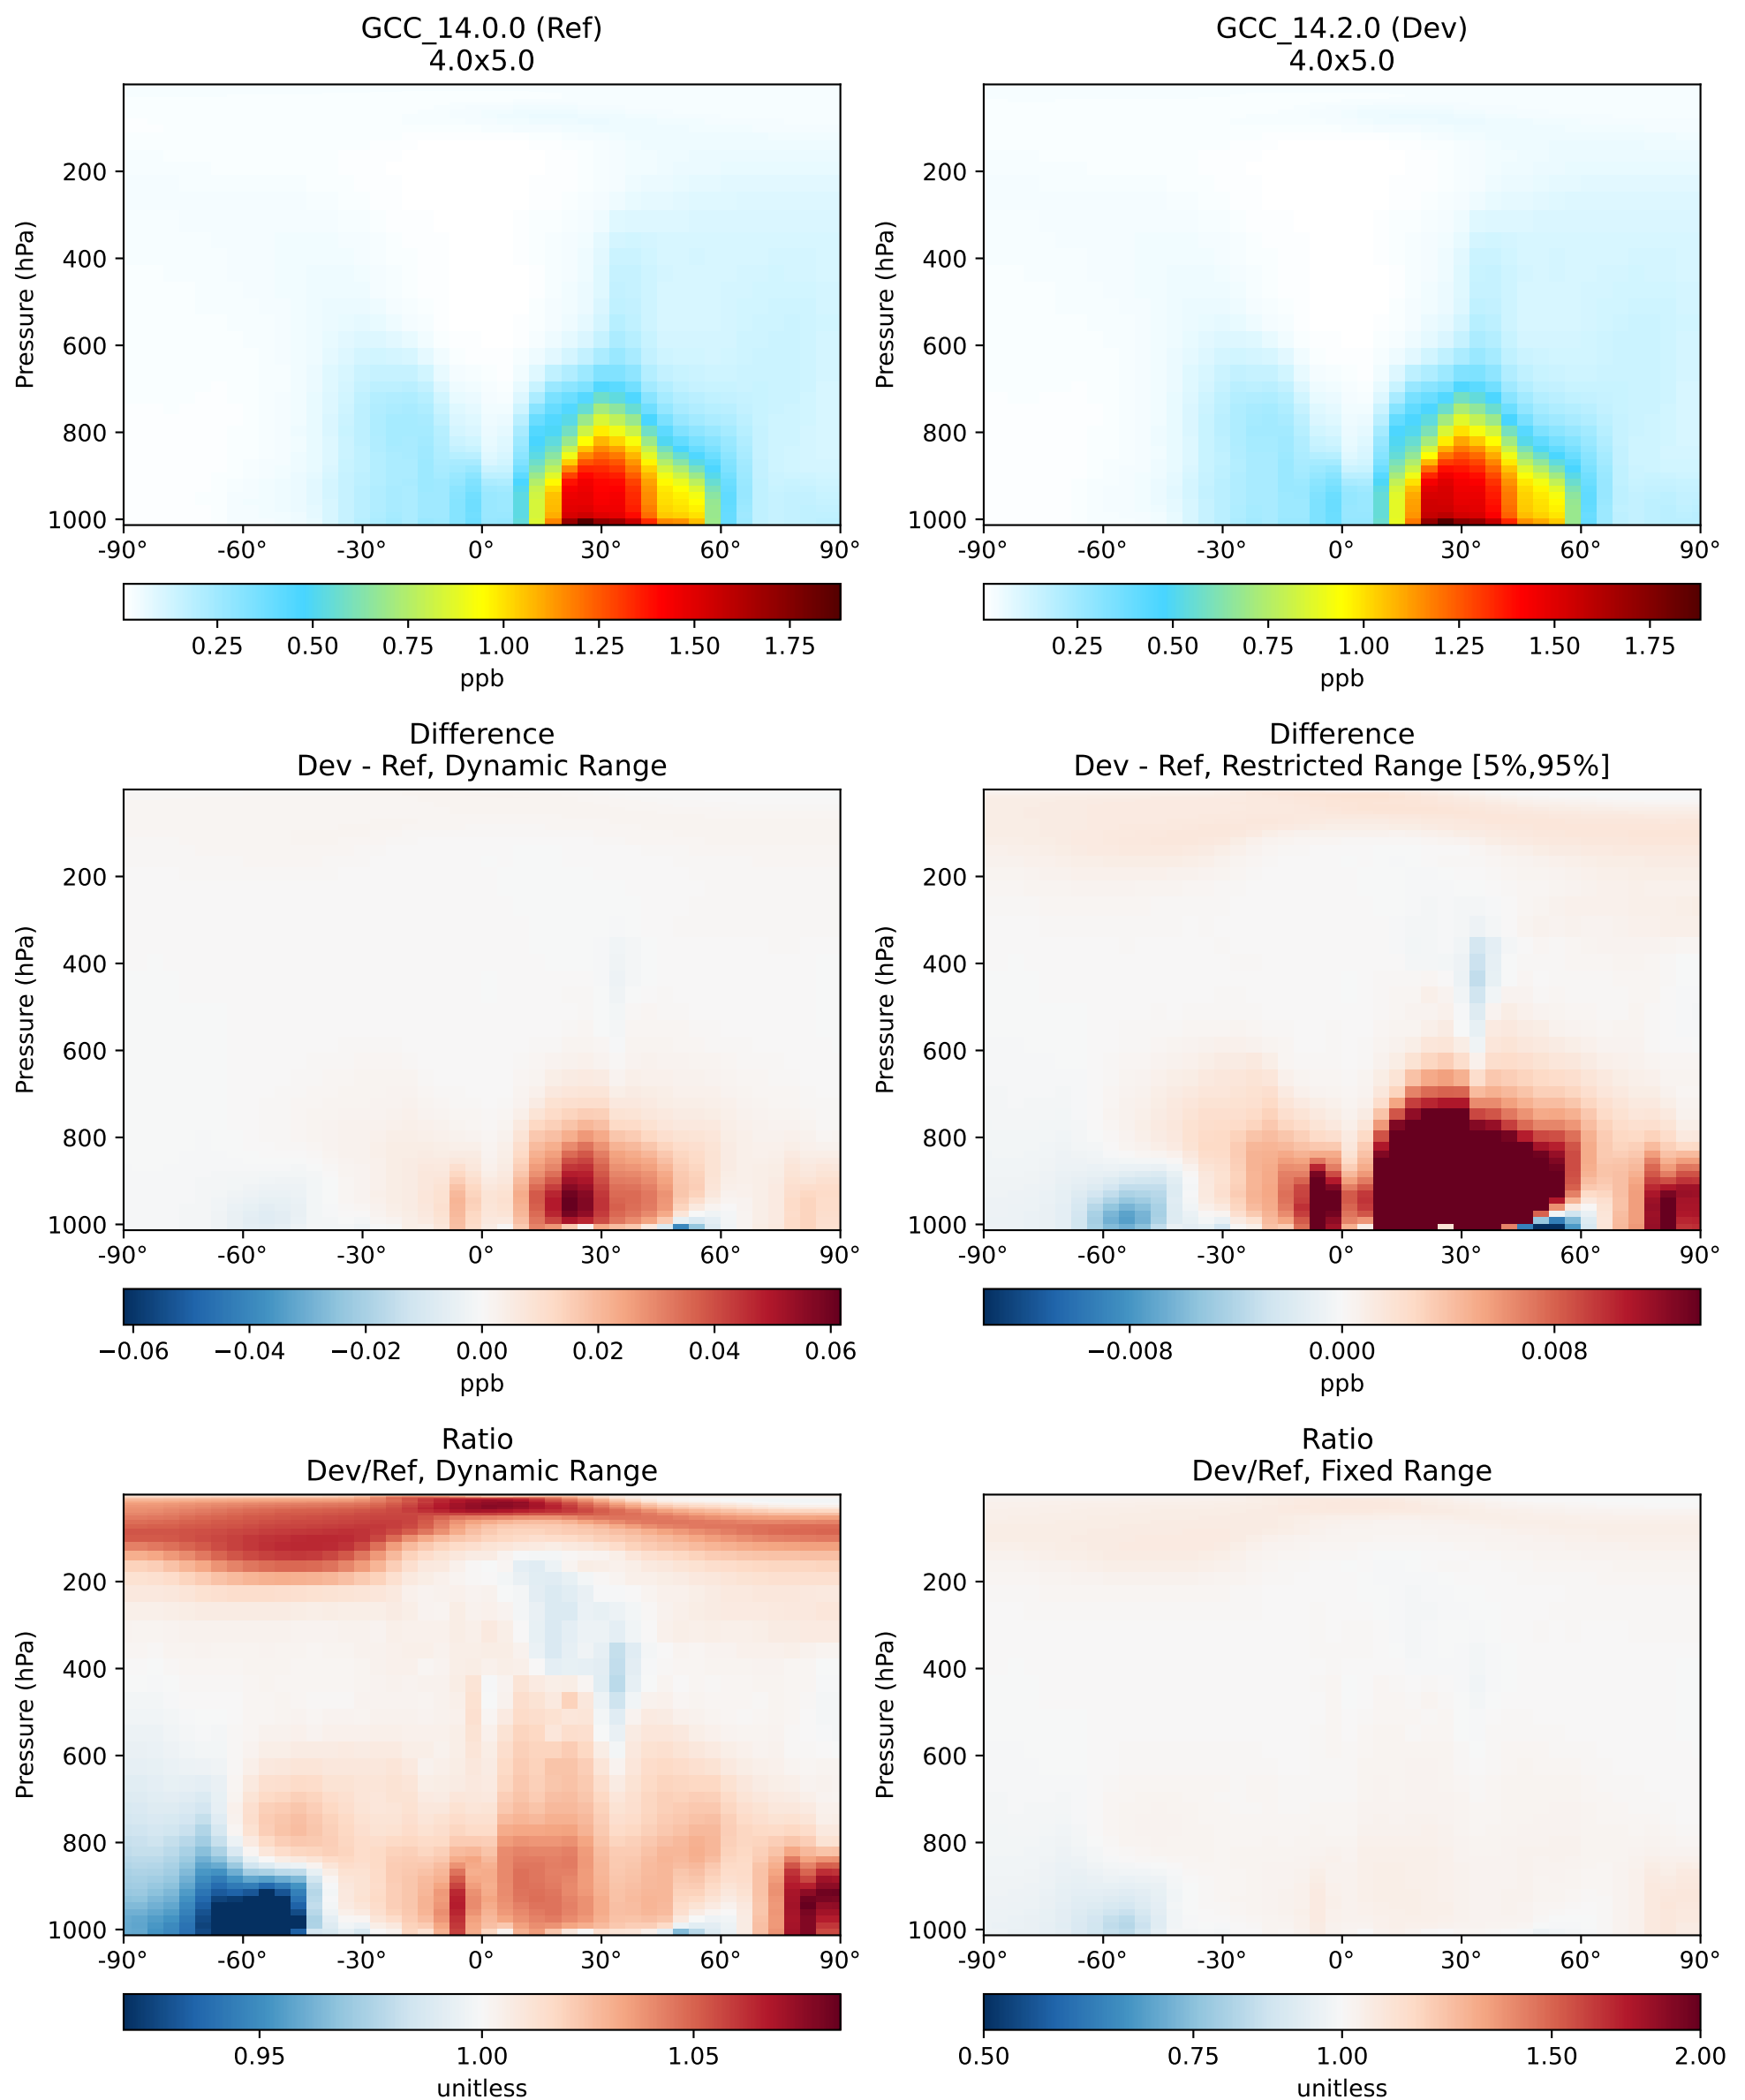 GCC_14.0.0 (Ref)
4.0x5.0
GCC_14.2.0 (Dev)
4.0x5.0
Pressure (hPa)
200
400
600
800
1000
-90° -60° -30° 0° 30° 60° 90°
0.25 0.50 0.75 1.00 1.25 1.50 1.75
ppb
Pressure (hPa)
200
400
600
800
1000
-90° -60° -30° 0° 30° 60° 90°
0.25 0.50 0.75 1.00 1.25 1.50 1.75
ppb
Difference
Dev - Ref, Dynamic Range
Pressure (hPa)
200
400
600
800
1000
-90° -60° -30° 0° 30° 60° 90°
−0.06 −0.04 −0.02 0.00 0.02 0.04 0.06
ppb
Difference
Dev - Ref, Restricted Range [5%,95%]
Pressure (hPa)
200
400
600
800
1000
-90° -60° -30° 0° 30° 60° 90°
−0.008 0.000 0.008
ppb
Ratio
Dev/Ref, Dynamic Range
Pressure (hPa)
200
400
600
800
1000
-90° -60° -30° 0° 30° 60° 90°
0.95 1.00 1.05
unitless
Ratio
Dev/Ref, Fixed Range
Pressure (hPa)
200
400
600
800
1000
-90° -60° -30° 0° 30° 60° 90°
0.50 0.75 1.00 1.50 2.00
unitless